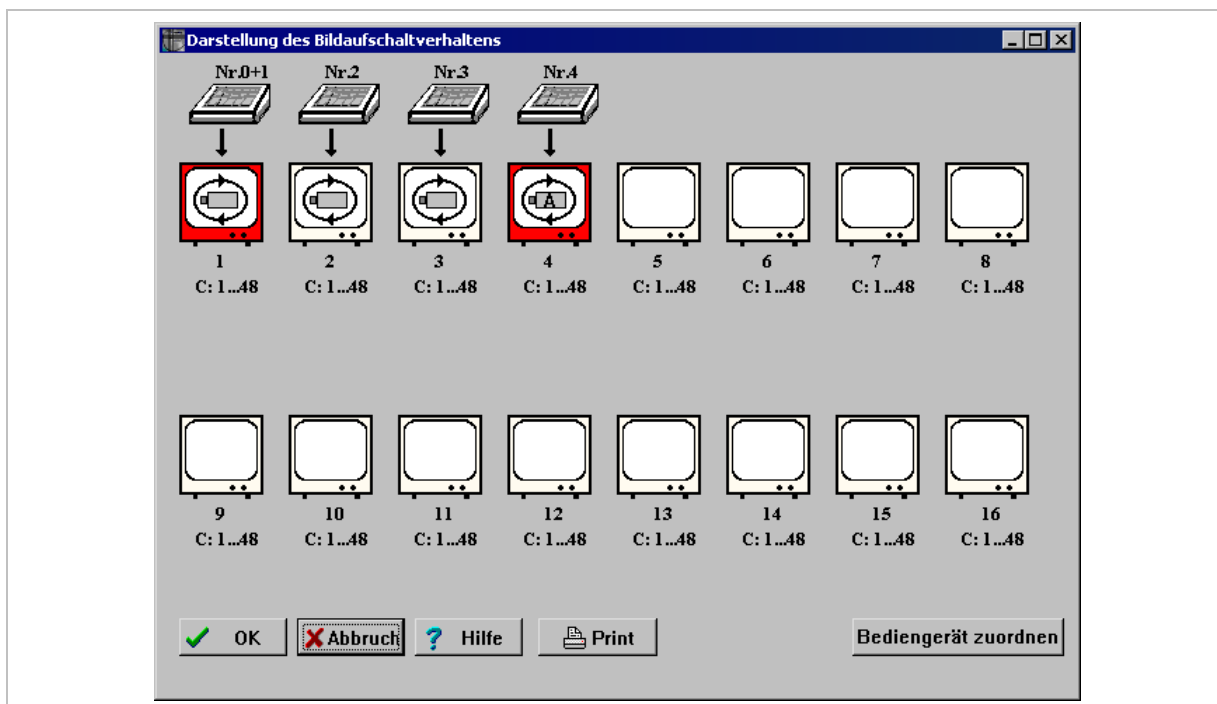 Darstellung des Bildaufschaltverhaltens
Nr.0+1 Nr.2 Nr.3 Nr.4
A
1 2 3 4 5 6 7 8
C: 1...48 C: 1...48 C: 1...48 C: 1...48 C: 1...48 C: 1...48 C: 1...48 C: 1...48
9 10 11 12 13 14 15 16
C: 1...48 C: 1...48 C: 1...48 C: 1...48 C: 1...48 C: 1...48 C: 1...48 C: 1...48
OK Abbruch ? Hilfe Print Bediengerät zuordnen